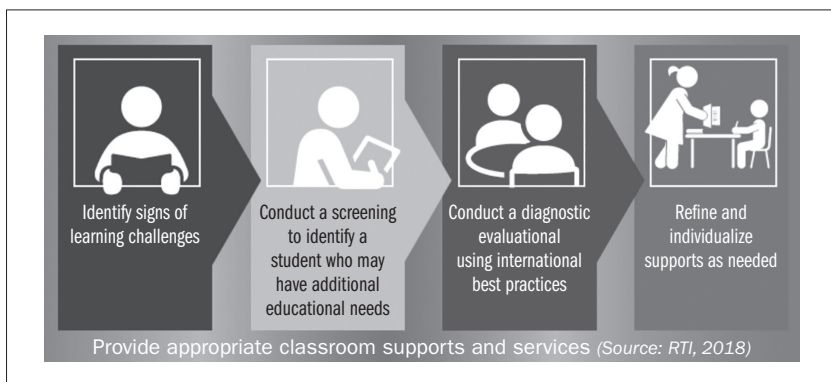 Identify signs of
learning challenges
Conduct a screening
to identify a
student who may
have additional
educational needs
Conduct a diagnostic
evaluational
using international
best practices
Refine and
individualize
supports as needed
Provide appropriate classroom supports and services (Source: RTI, 2018)